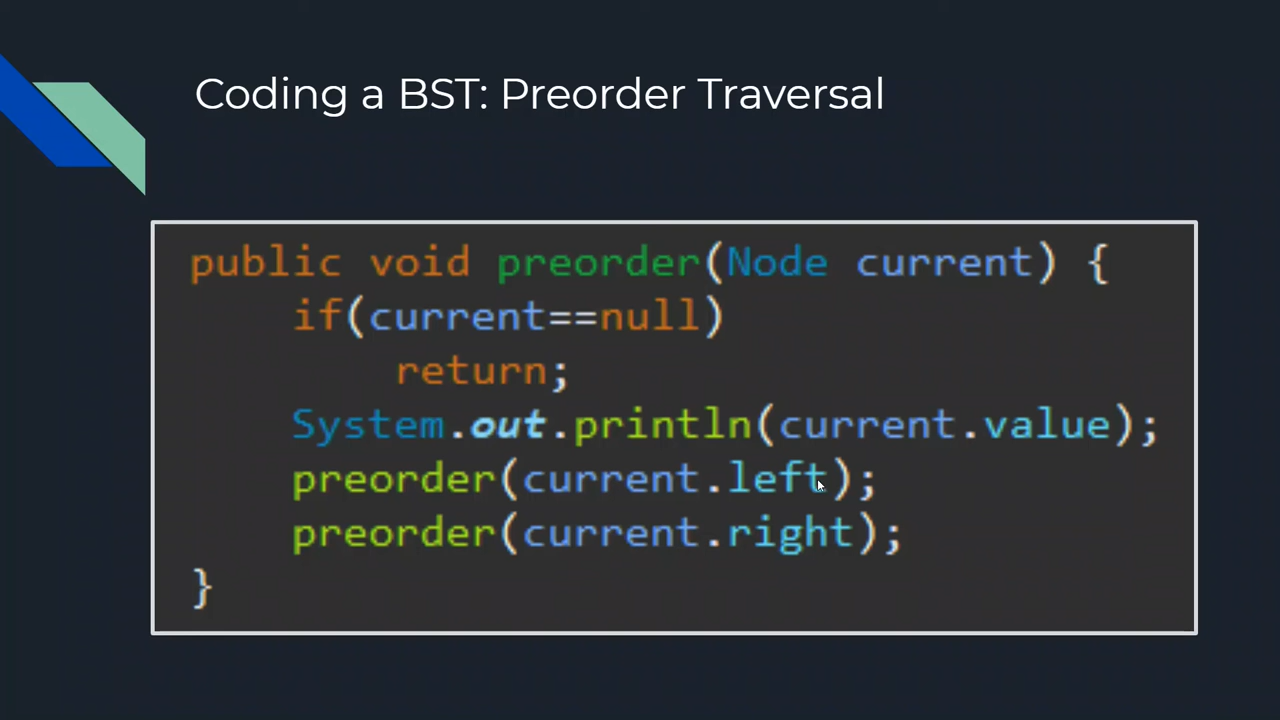 Coding a BST: Preorder Traversal
public void preorder(Node current) {
if(current==null)
return;
System.out.println(current.value);
preorder(current.left);
preorder(current.right);
}